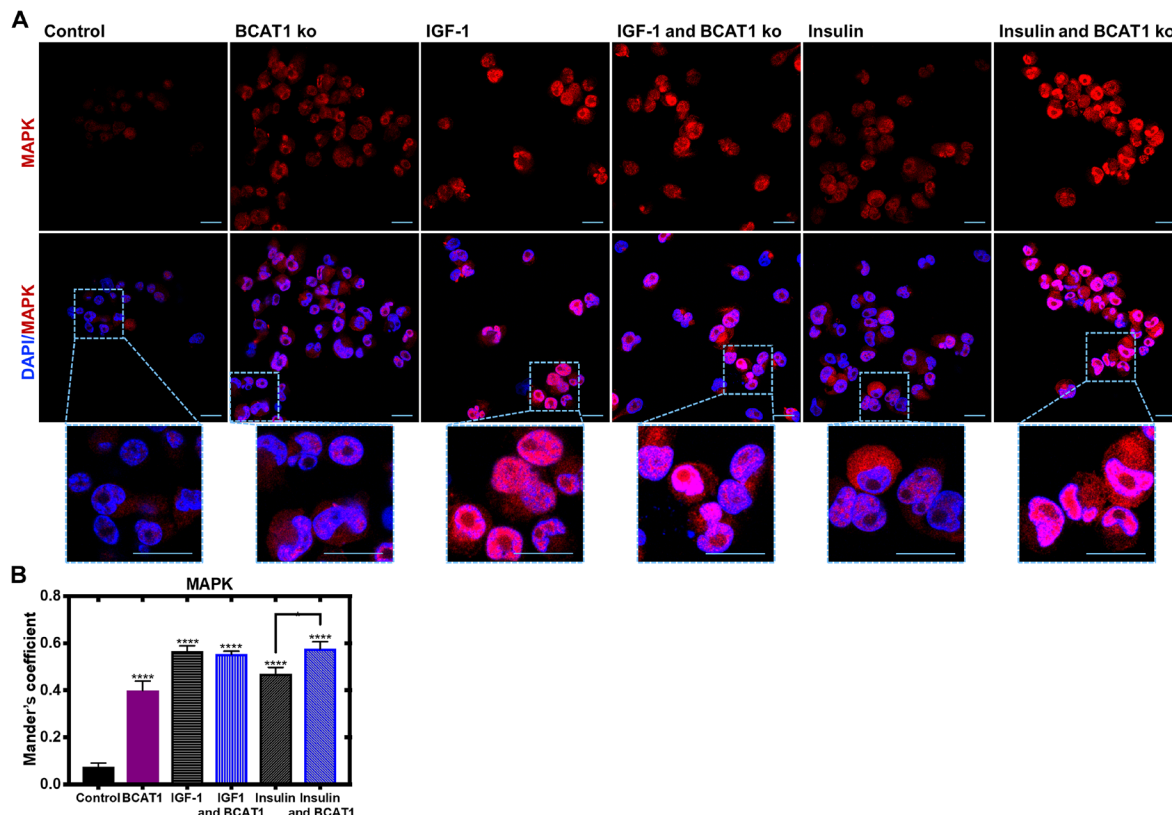 A
Control BCAT1 ko IGF-1 IGF-1 and BCAT1 ko Insulin Insulin and BCAT1 ko
MAPK
DAPI/MAPK
B
MAPK
Mander's coefficient
0.8
0.6
0.4
0.2
0.0
**** **** **** **** ****
Control BCAT1 IGF-1 IGF1 Insulin Insulin
and BCAT1 and BCAT1